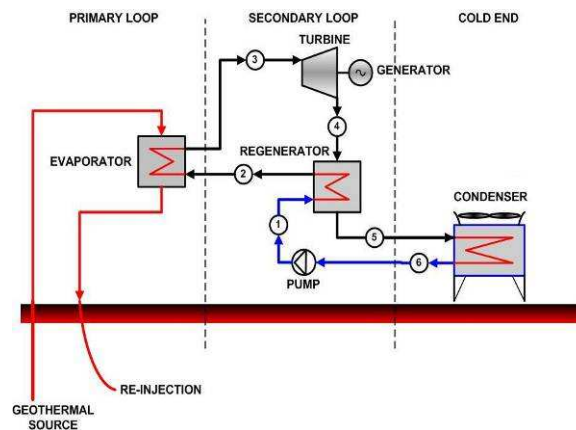 PRIMARY LOOP
SECONDARY LOOP
COLD END
TURBINE
3
GENERATOR
4
EVAPORATOR
REGENERATOR
2
CONDENSER
1
5
6
PUMP
RE-INJECTION
GEOTHERMAL
SOURCE